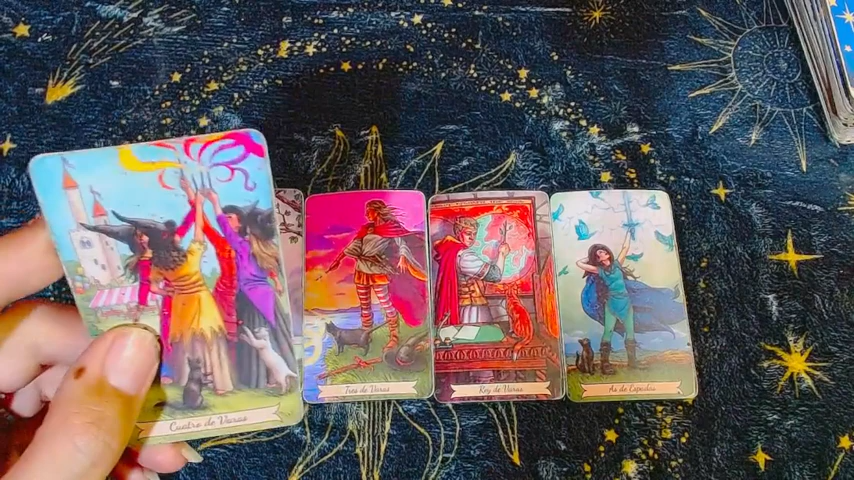 Cuatro de Varas
Tres de Varas
Rey de Varas
As de Espadas